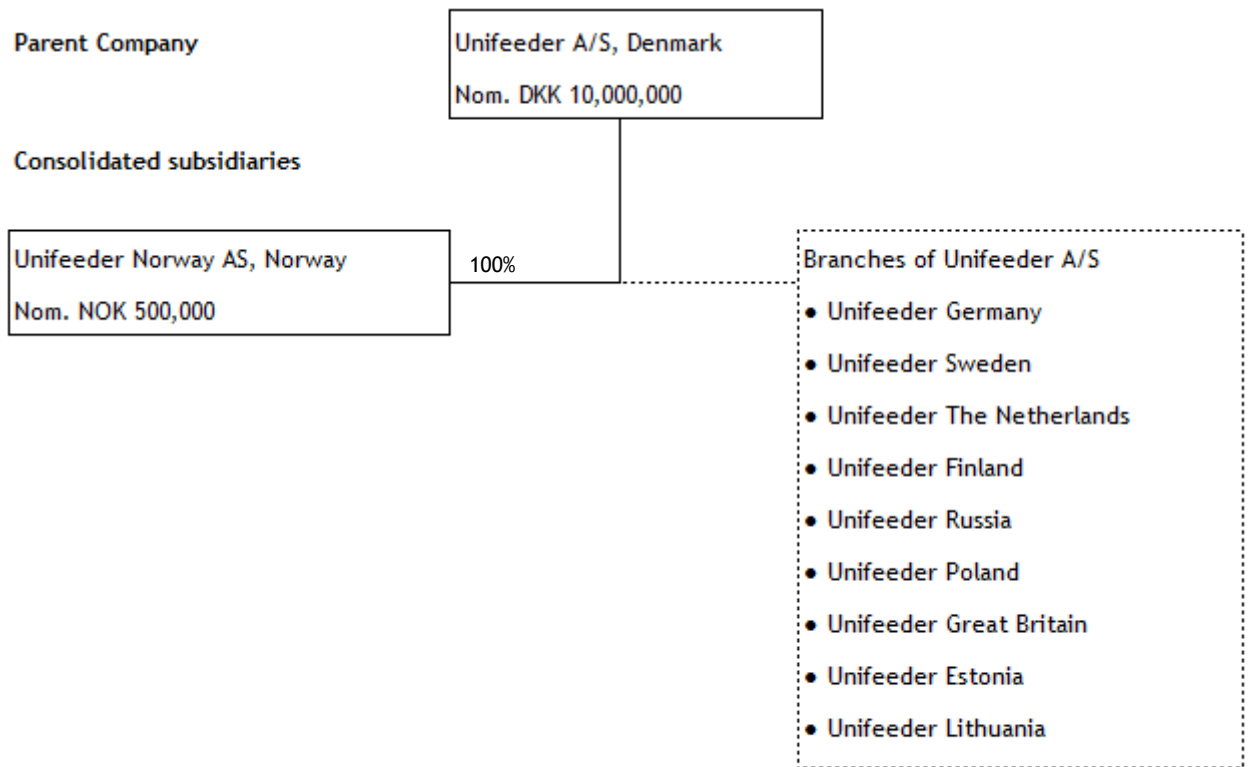 Parent Company
Unifeeder A/S, Denmark
Nom. DKK 10,000,000
Consolidated subsidiaries
Unifeeder Norway AS, Norway
Nom. NOK 500,000
100%
Branches of Unifeeder A/S
● Unifeeder Germany
● Unifeeder Sweden
● Unifeeder The Netherlands
● Unifeeder Finland
● Unifeeder Russia
● Unifeeder Poland
● Unifeeder Great Britain
● Unifeeder Estonia
● Unifeeder Lithuania